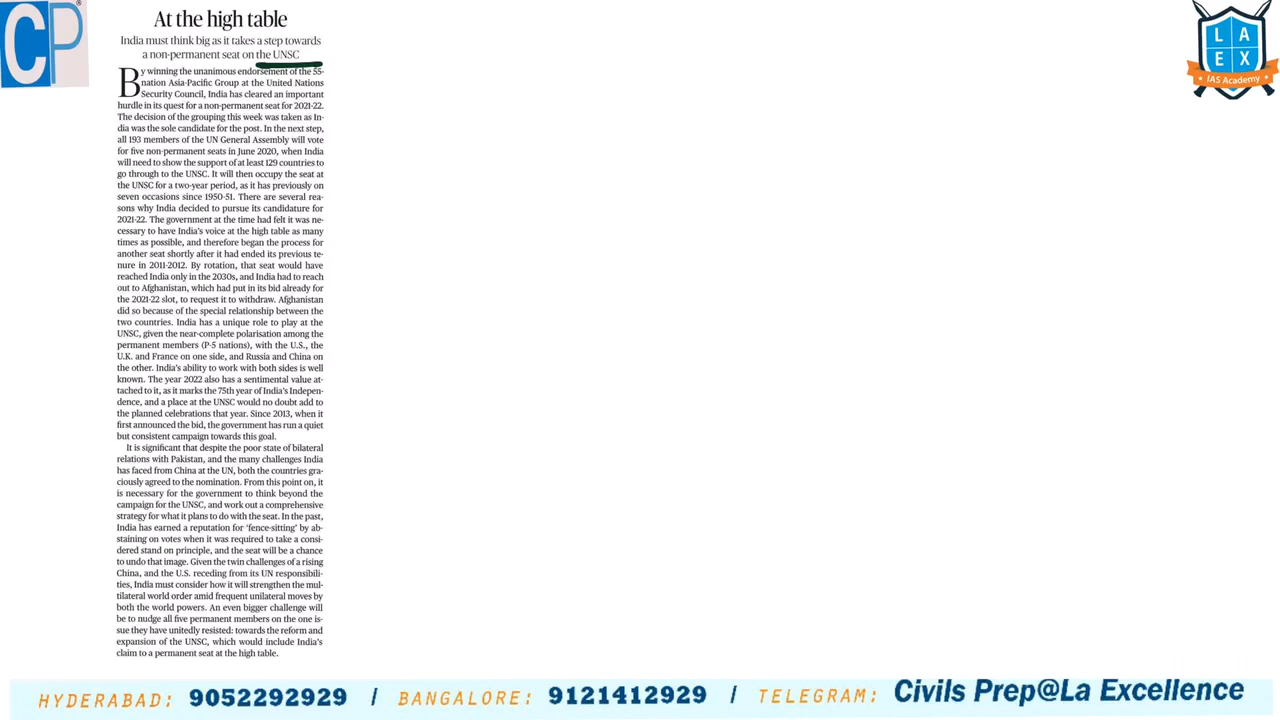 CP®
At the high table
India must think big as it takes a step towards
a non-permanent seat on the UNSC
By winning the unanimous endorsement of the 55-
nation Asia-Pacific Group at the United Nations
Security Council, India has cleared an important
hurdle in its quest for a non-permanent seat for 2021-22.
The decision of the grouping this week was taken as In-
dia was the sole candidate for the post. In the next step,
all 193 members of the UN General Assembly will vote
for five non-permanent seats in June 2020, when India
will need to show the support of at least 129 countries to
go through to the UNSC. It will then occupy the seat at
the UNSC for a two-year period, as it has previously on
seven occasions since 1950-51. There are several rea-
sons why India decided to pursue its candidature for
2021-22. The government at the time had felt it was ne-
cessary to have India's voice at the high table as many
times as possible, and therefore began the process for
another seat shortly after it had ended its previous te-
nure in 2011-2012. By rotation, that seat would have
reached India only in the 2030s, and India had to reach
out to Afghanistan, which had put in its bid already for
the 2021-22 slot, to request it to withdraw. Afghanistan
did so because of the special relationship between the
two countries. India has a unique role to play at the
UNSC, given the near-complete polarisation among the
permanent members (P-5 nations), with the U.S., the
U.K. and France on one side, and Russia and China on
the other. India's ability to work with both sides is well
known. The year 2022 also has a sentimental value at-
tached to it, as it marks the 75th year of India's Indepen-
dence, and a place at the UNSC would no doubt add to
the planned celebrations that year. Since 2013, when it
first announced the bid, the government has run a quiet
but consistent campaign towards this goal.
It is significant that despite the poor state of bilateral
relations with Pakistan, and the many challenges India
has faced from China at the UN, both the countries gra-
ciously agreed to the nomination. From this point on, it
is necessary for the government to think beyond the
campaign for the UNSC, and work out a comprehensive
strategy for what it plans to do with the seat. In the past,
India has earned a reputation for 'fence-sitting' by ab-
staining on votes when it was required to take a consi-
dered stand on principle, and the seat will be a chance
to undo that image. Given the twin challenges of a rising
China, and the U.S. receding from its UN responsibili-
ties, India must consider how it will strengthen the mul-
tilateral world order amid frequent unilateral moves by
both the world powers. An even bigger challenge will
be to nudge all five permanent members on the one is-
sue they have unitedly resisted: towards the reform and
expansion of the UNSC, which would include India's
claim to a permanent seat at the high table.
L A
E X
IAS Academy
HYDERABAD: 9052292929 / BANGALORE: 9121412929 / TELEGRAM: Civils Prep@La Excellence